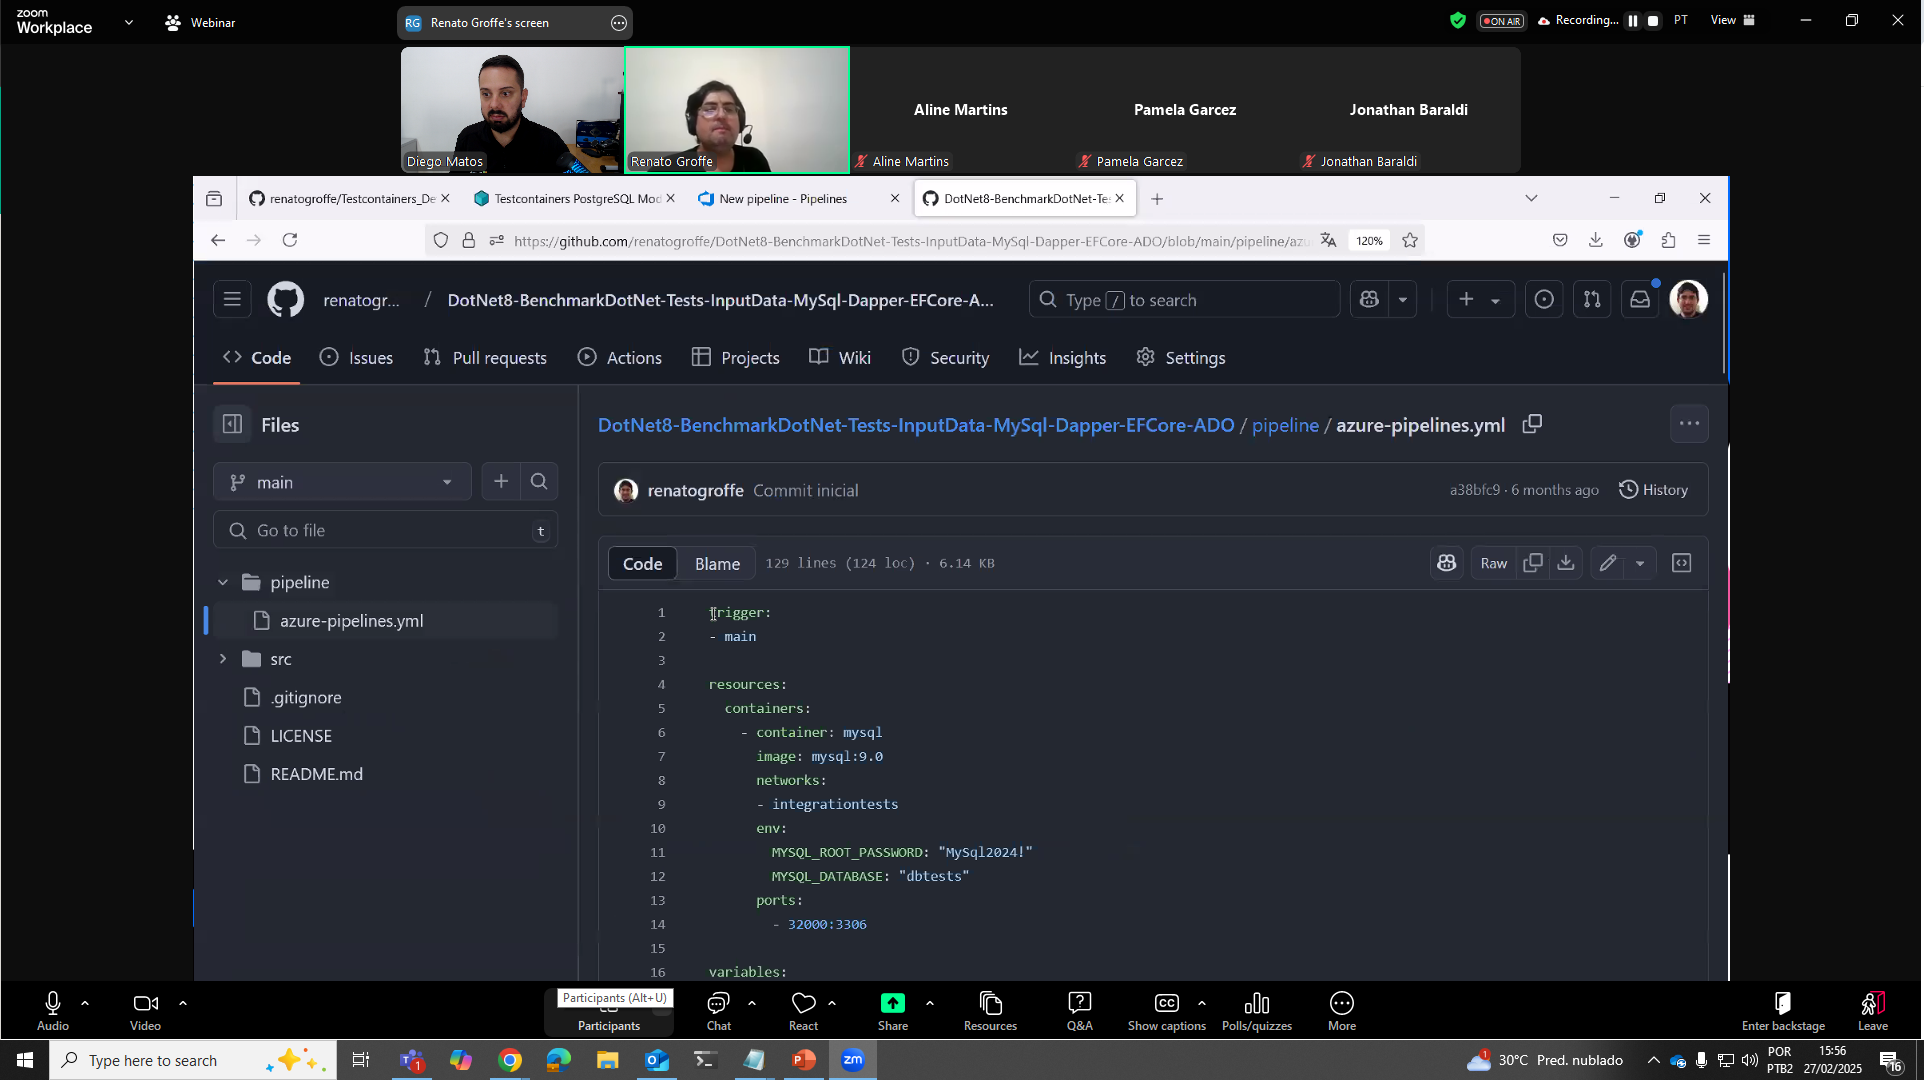 zoom
Workplace
Webinar
RG Renato Groffe's screen
ON AIR
Recording...
PT
View
Diego Matos
Renato Groffe
Aline Martins
Aline Martins
Pamela Garcez
Pamela Garcez
Jonathan Baraldi
Jonathan Baraldi
renatogroffe/Testcontainers_De
Testcontainers PostgreSQL Mod
New pipeline - Pipelines
DotNet8-BenchmarkDotNet-Te
https://github.com/renatogroffe/DotNet8-BenchmarkDotNet-Tests-InputData-MySql-Dapper-EFCore-ADO/blob/main/pipeline/azu
120%
renatogr... / DotNet8-BenchmarkDotNet-Tests-InputData-MySql-Dapper-EFCore-A...
Type / to search
Code
Issues
Pull requests
Actions
Projects
Wiki
Security
Insights
Settings
Files
main
Go to file
t
pipeline
azure-pipelines.yml
src
.gitignore
LICENSE
README.md
DotNet8-BenchmarkDotNet-Tests-InputData-MySql-Dapper-EFCore-ADO / pipeline / azure-pipelines.yml
renatogroffe Commit inicial
a38bfc9 · 6 months ago
History
Code
Blame
129 lines (124 loc) · 6.14 KB
Raw
1 trigger:
2 - main
3
4 resources:
5 containers:
6 - container: mysql
7 image: mysql:9.0
8 networks:
9 - integrationtests
10 env:
11 MYSQL_ROOT_PASSWORD: "MySql2024!"
12 MYSQL_DATABASE: "dbtests"
13 ports:
14 - 32000:3306
15
16 variables:
Participants (Alt+U)
Audio
Video
Participants
Chat
React
Share
Resources
Q&A
CC
Show captions
Polls/quizzes
More
Enter backstage
Leave
Type here to search
1
zm
1
30°C Pred. nublado
POR
PTB2
15:56
27/02/2025
16